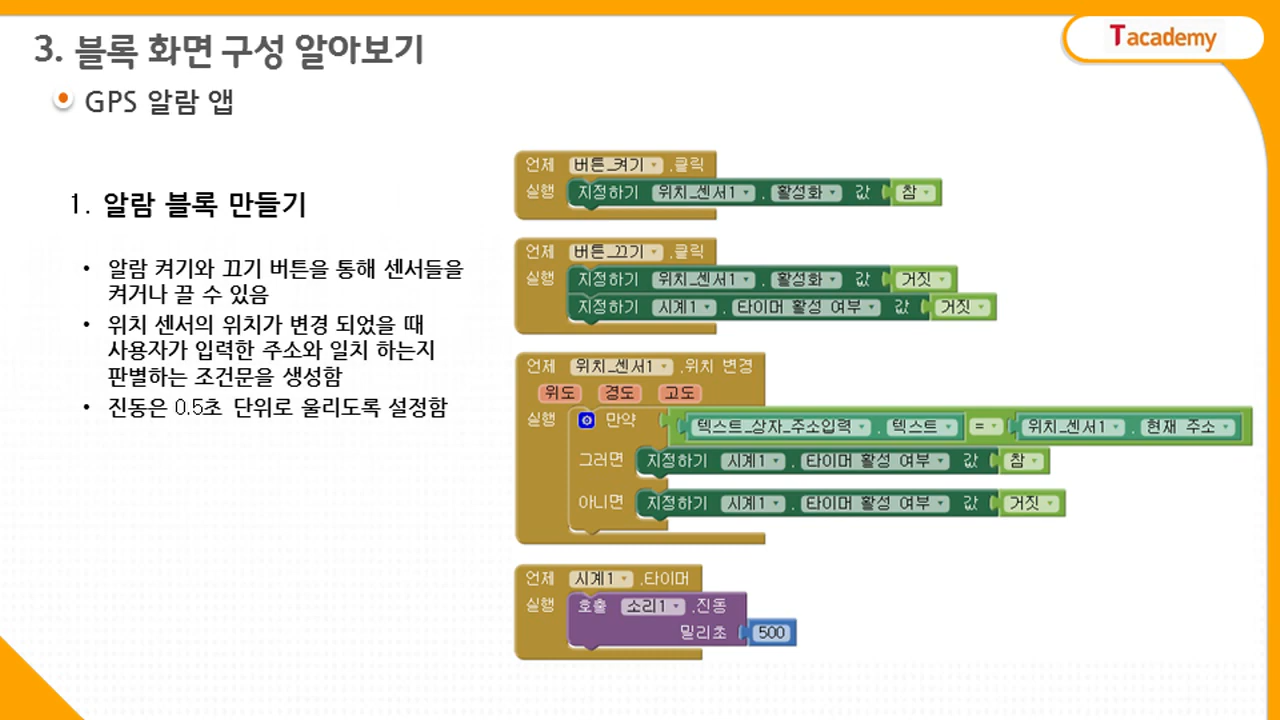 3. 블록 화면 구성 알아보기
Tacademy
GPS 알람 앱
1. 알람 블록 만들기
• 알람 켜기와 끄기 버튼을 통해 센서들을
켜거나 끌 수 있음
• 위치 센서의 위치가 변경 되었을 때
사용자가 입력한 주소와 일치 하는지
판별하는 조건문을 생성함
• 진동은 0.5초 단위로 울리도록 설정함
언제 버튼_켜기 .클릭
실행 지정하기 위치_센서1 . 활성화 값 참
언제 버튼_끄기 .클릭
실행 지정하기 위치_센서1 . 활성화 값 거짓
지정하기 시계1 . 타이머 활성 여부 값 거짓
언제 위치_센서1 .위치 변경
위도 경도 고도
실행 만약 텍스트_상자_주소입력 . 텍스트 = 위치_센서1 . 현재 주소
그러면 지정하기 시계1 . 타이머 활성 여부 값 참
아니면 지정하기 시계1 . 타이머 활성 여부 값 거짓
언제 시계1 .타이머
실행 호출 소리1 .진동
밀리초 500